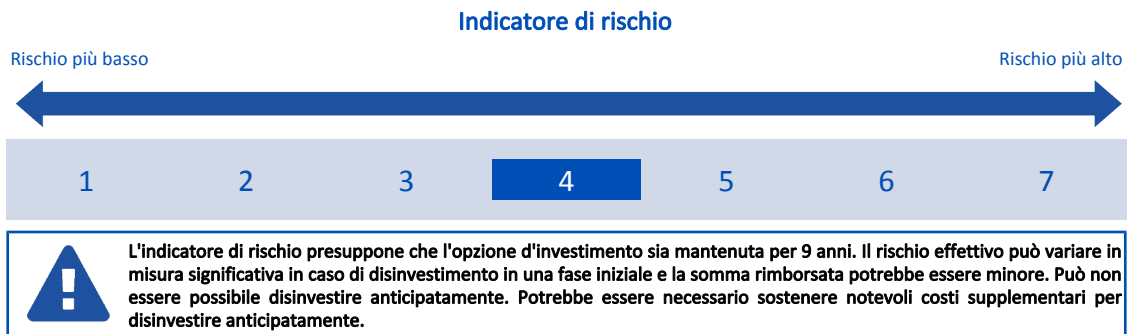 Indicatore di rischio
Rischio più basso
Rischio più alto
1 2 3 4 5 6 7
L'indicatore di rischio presuppone che l'opzione d'investimento sia mantenuta per 9 anni. Il rischio effettivo può variare in
misura significativa in caso di disinvestimento in una fase iniziale e la somma rimborsata potrebbe essere minore. Può non
essere possibile disinvestire anticipatamente. Potrebbe essere necessario sostenere notevoli costi supplementari per
disinvestire anticipatamente.